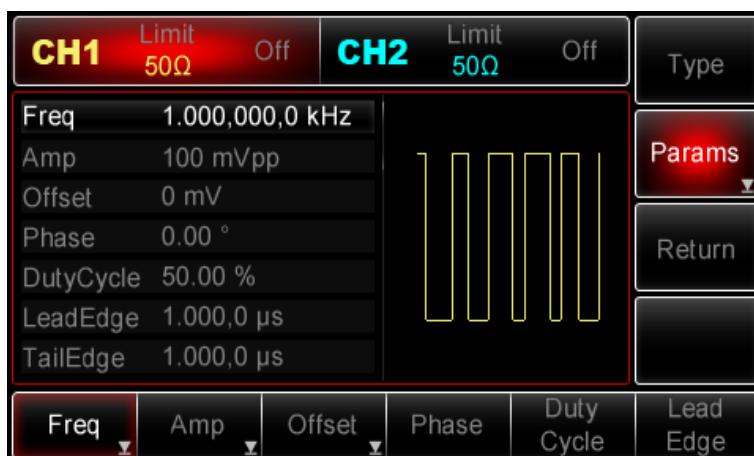 CH1 Limit 50Ω Off CH2 Limit 50Ω Off
Type
Freq 1.000,000,0 kHz
Amp 100 mVpp
Offset 0 mV
Phase 0.00 °
DutyCycle 50.00 %
LeadEdge 1.000,0 µs
TailEdge 1.000,0 µs
Params
Return
Freq Amp Offset Phase Duty Cycle Lead Edge